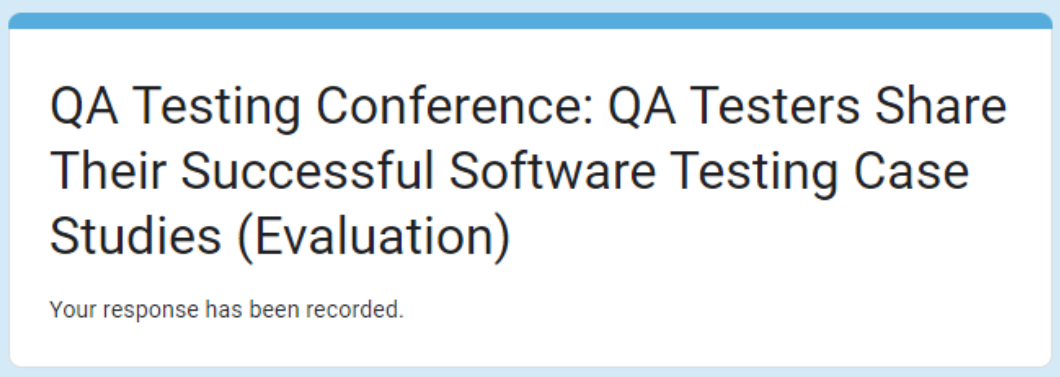 QA Testing Conference: QA Testers Share
Their Successful Software Testing Case
Studies (Evaluation)
Your response has been recorded.